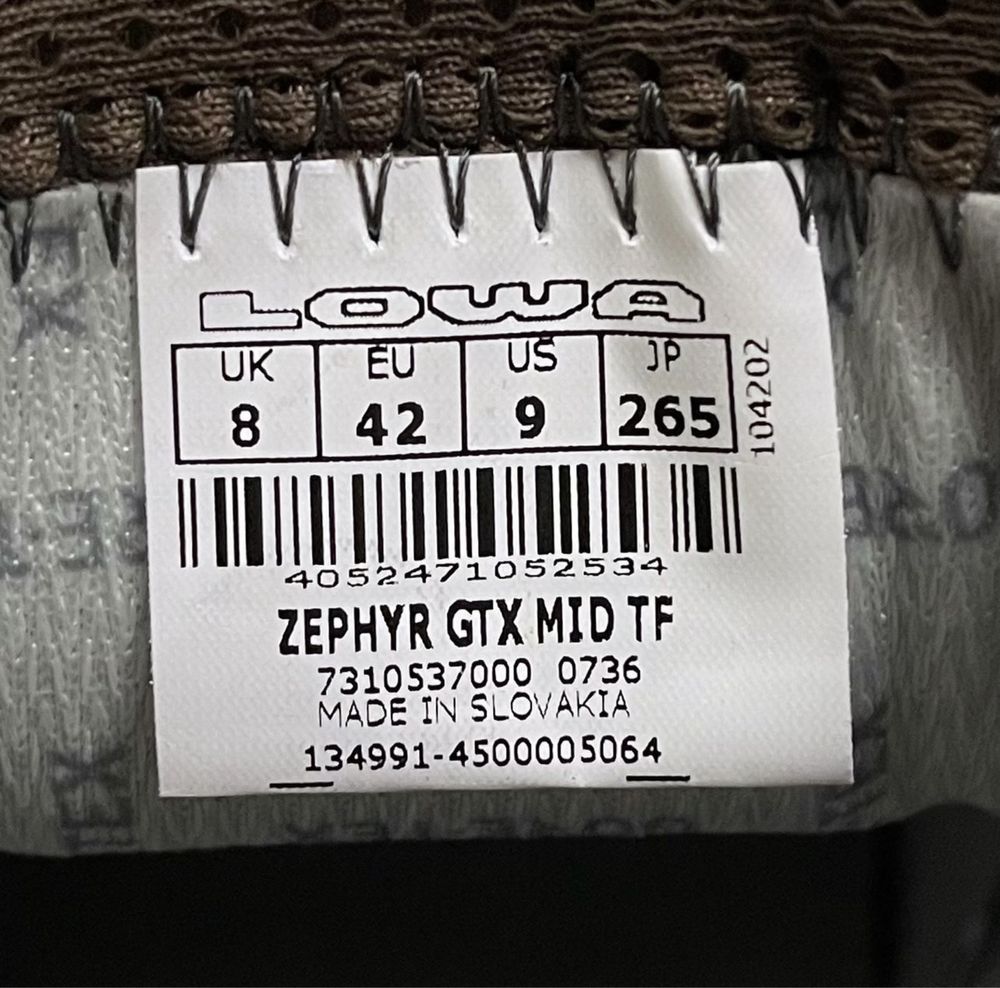 LOWA
UK EU US JP
8 42 9 265
104202
4052471052534
ZEPHYR GTX MID TF
7310537000 0736
MADE IN SLOVAKIA
134991-4500005064